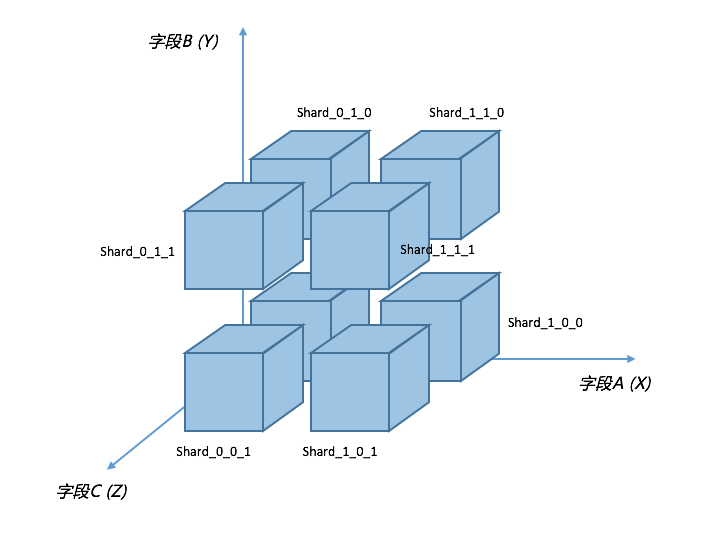 字段B (Y)
Shard_0_1_0
Shard_1_1_0
Shard_0_1_1
Shard_1_1_1
Shard_1_0_0
字段A (X)
Shard_0_0_1
Shard_1_0_1
字段C (Z)